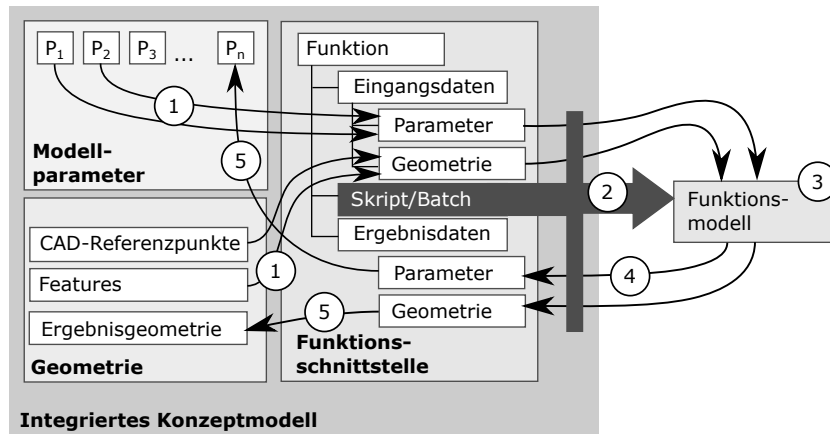 P1 P2 P3 ... Pn
1
Modell-
parameter
5
Funktion
Eingangsdaten
Parameter
Geometrie
Skript/Batch
Ergebnisdaten
Parameter
Geometrie
Funktions-
schnittstelle
2
3
Funktions-
modell
4
CAD-Referenzpunkte
1
Features
Ergebnisgeometrie
5
Geometrie
Integriertes Konzeptmodell